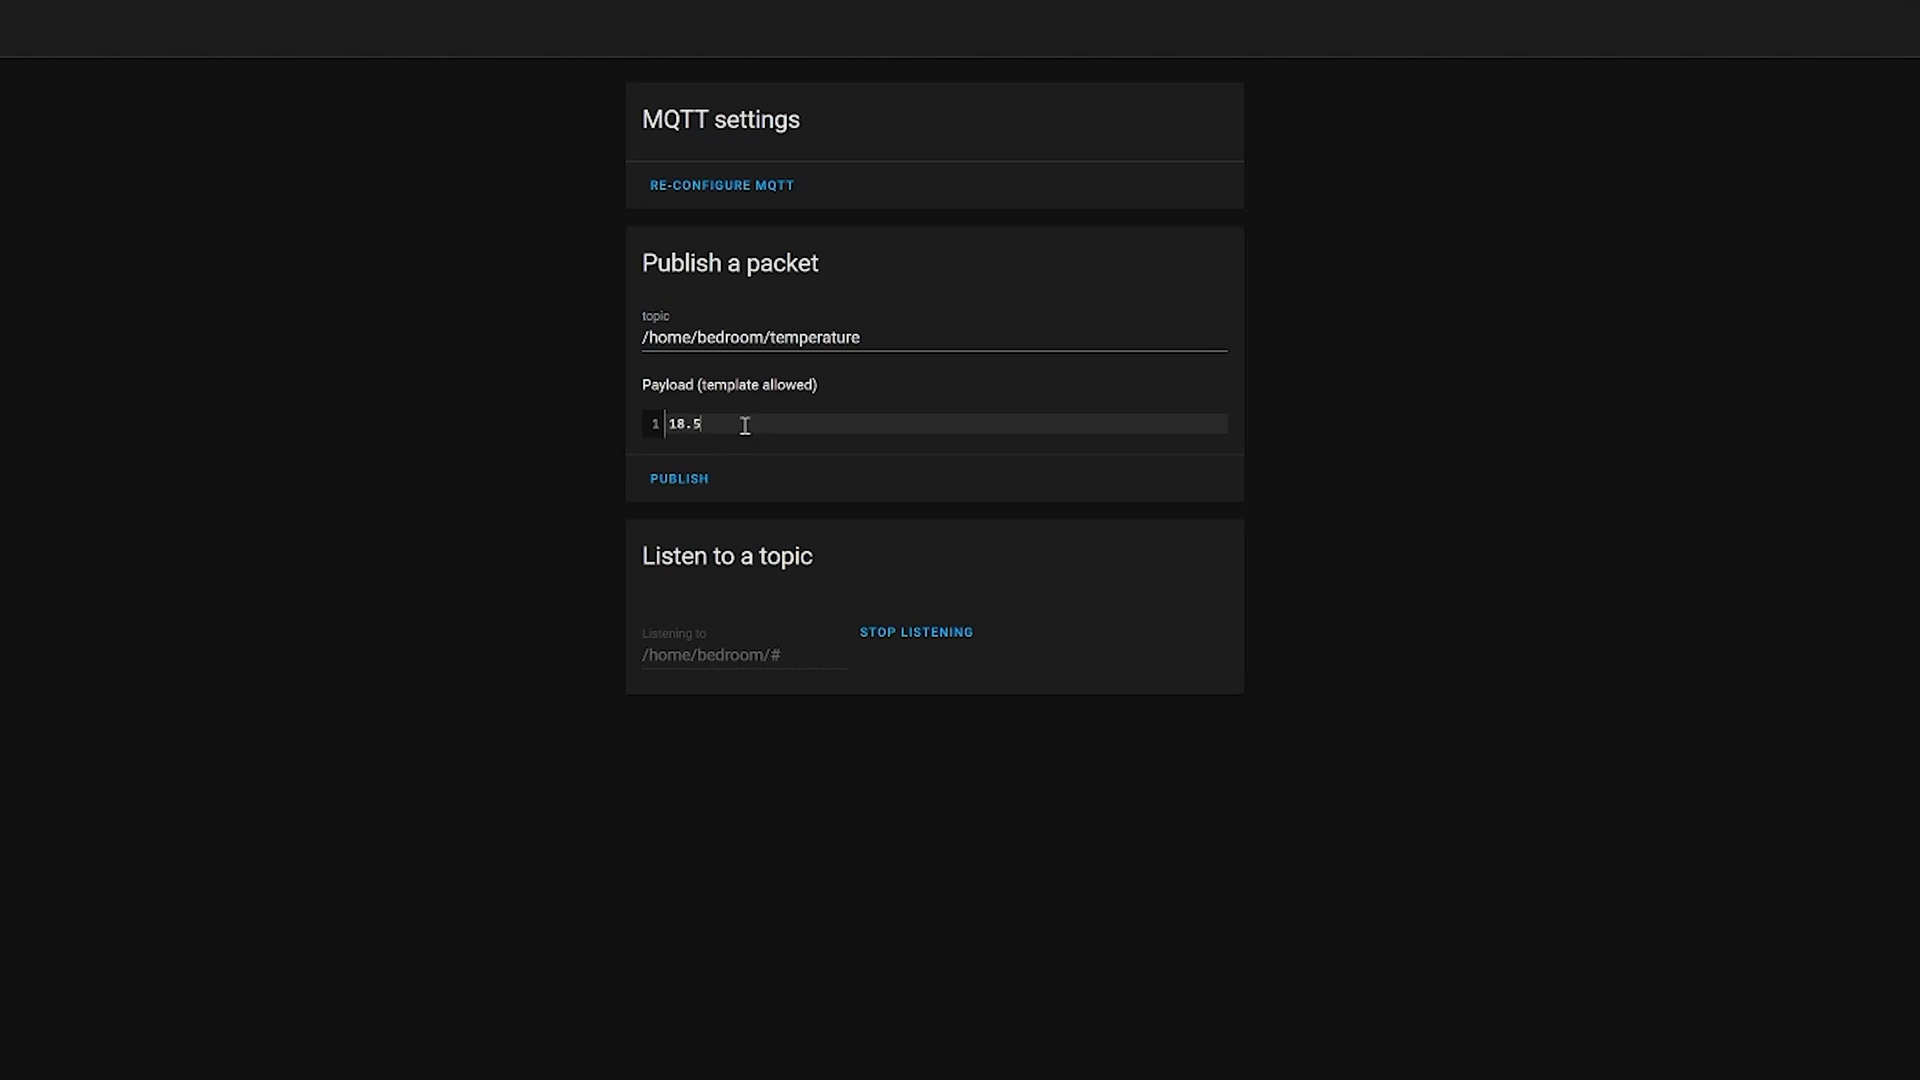 MQTT settings
RE-CONFIGURE MQTT
Publish a packet
topic
/home/bedroom/temperature
Payload (template allowed)
1 18.5
PUBLISH
Listen to a topic
Listening to
/home/bedroom/#
STOP LISTENING